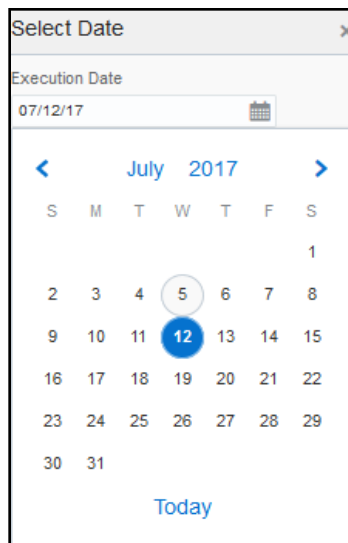 Select Date
Execution Date
07/12/17
July 2017
S M T W T F S
1
2 3 4 5 6 7 8
9 10 11 12 13 14 15
16 17 18 19 20 21 22
23 24 25 26 27 28 29
30 31
Today